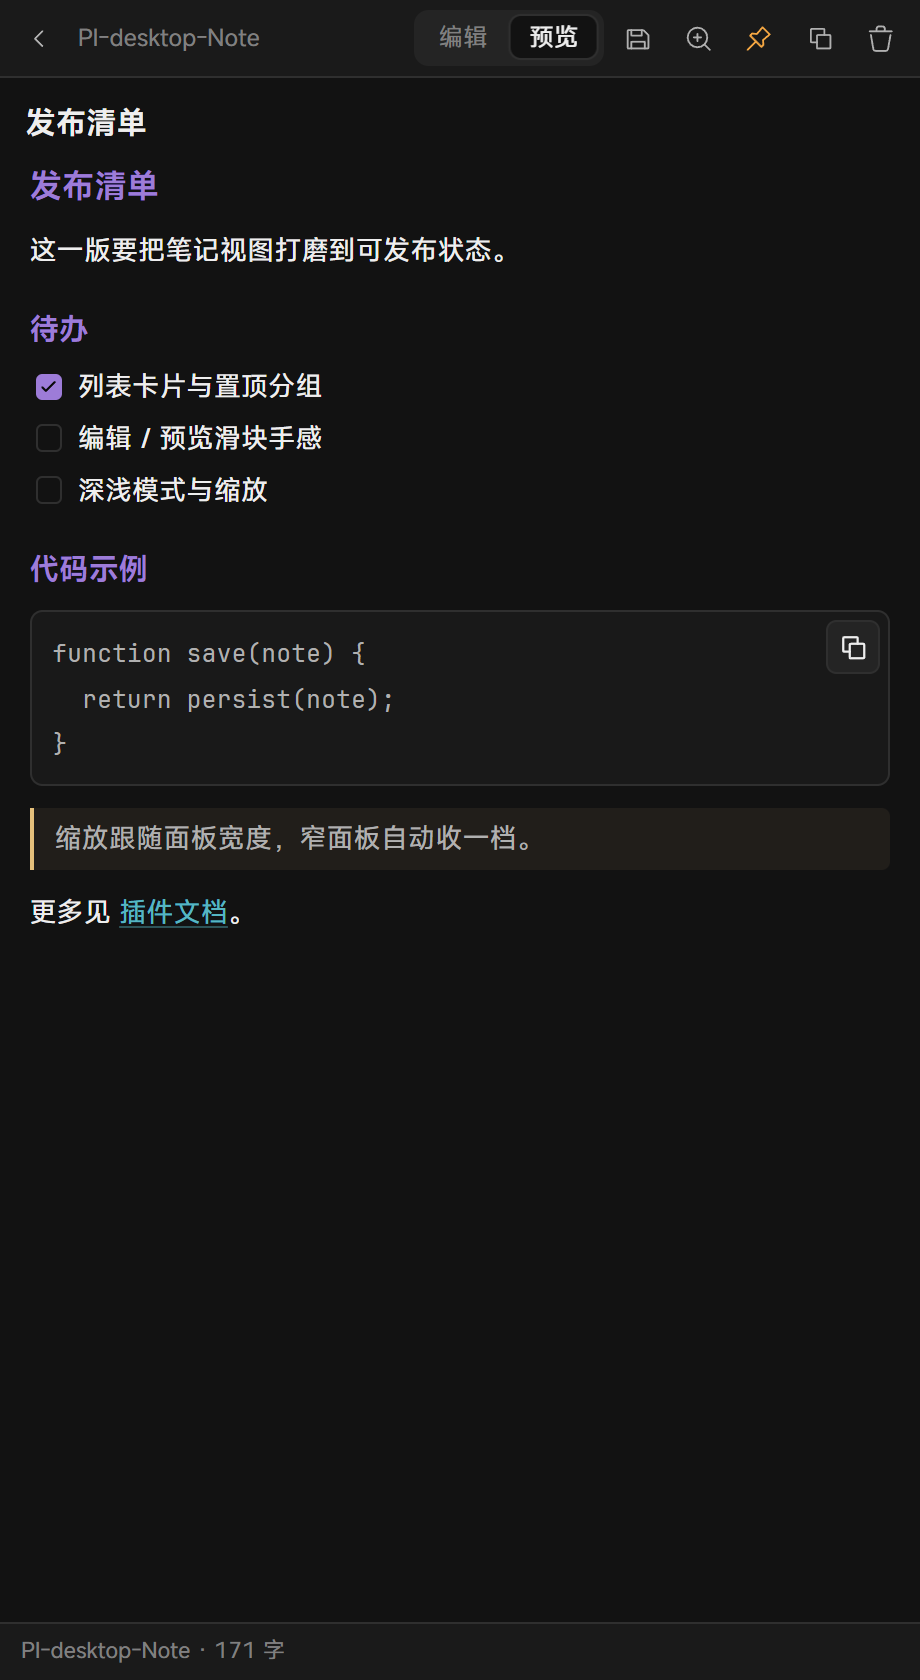 PI-desktop-Note 编辑 预览
发布清单
发布清单
这一版要把笔记视图打磨到可发布状态。
待办
列表卡片与置顶分组
编辑 / 预览滑块手感
深浅模式与缩放
代码示例
function save(note) {
  return persist(note);
}
缩放跟随面板宽度，窄面板自动收一档。
更多见 插件文档。
PI-desktop-Note · 171 字